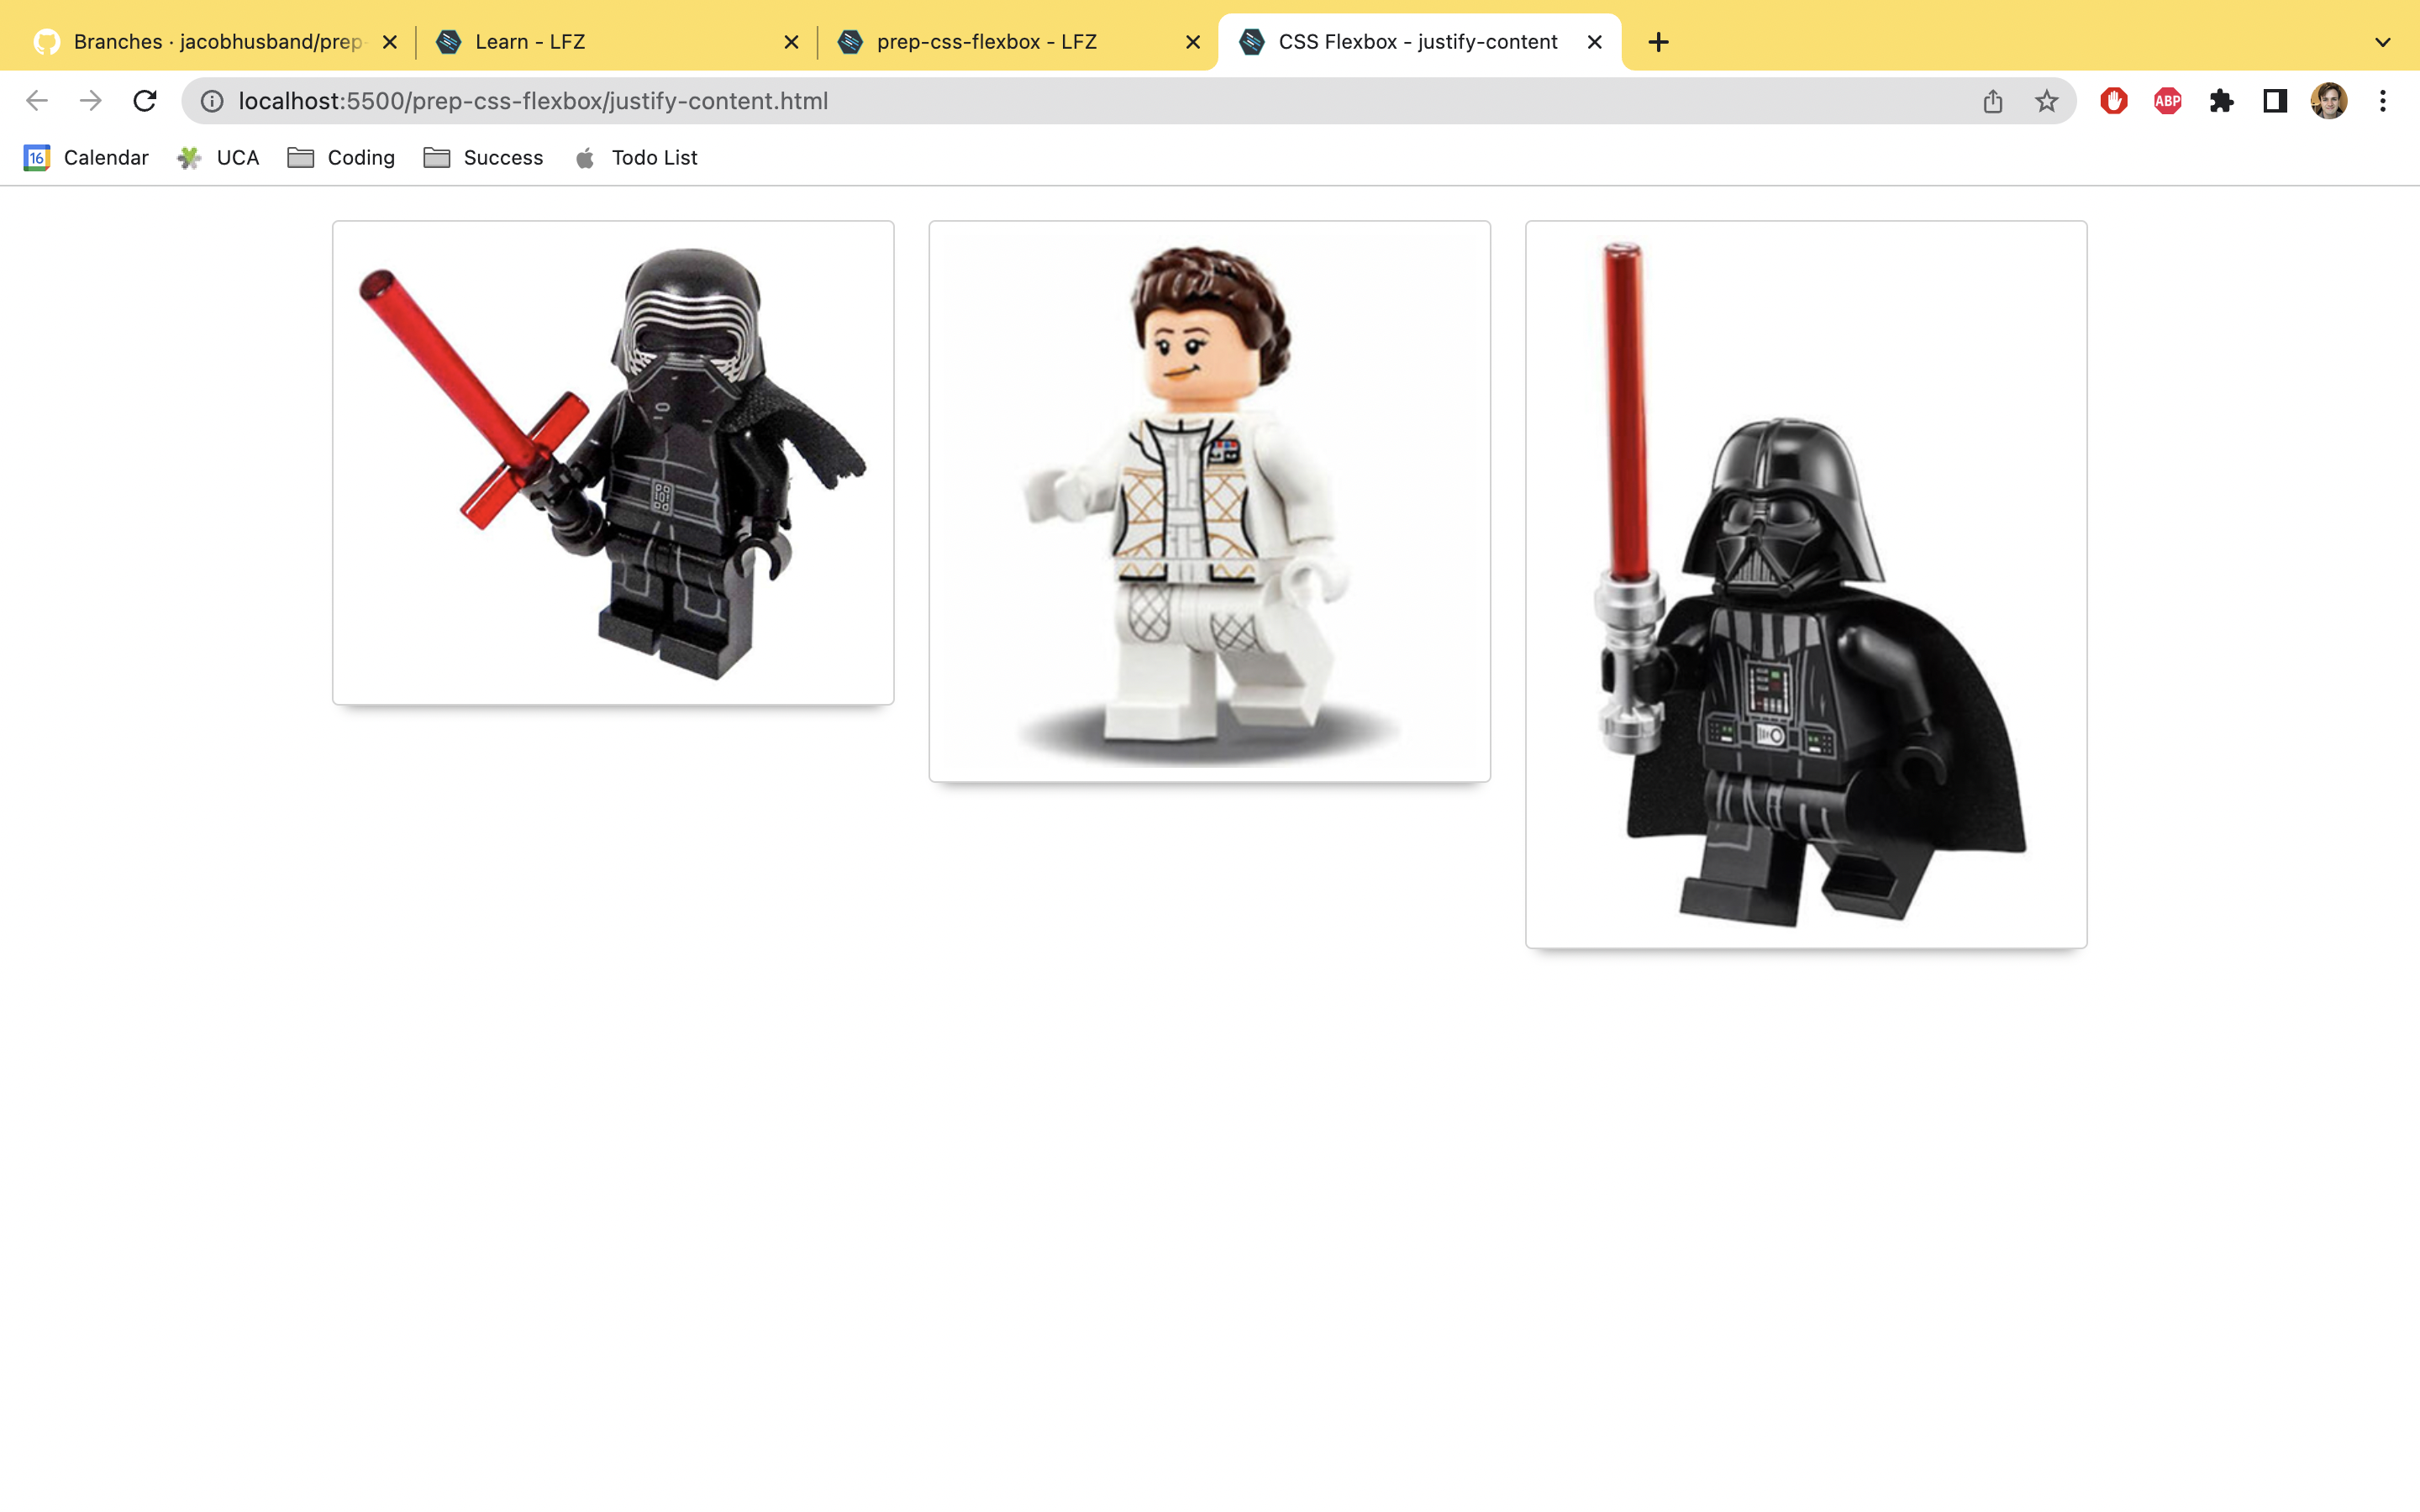 Branches · jacobhusband/prep-
Learn - LFZ
prep-css-flexbox - LFZ
CSS Flexbox - justify-content
localhost:5500/prep-css-flexbox/justify-content.html
ABP
16 Calendar
UCA
Coding
Success
Todo List